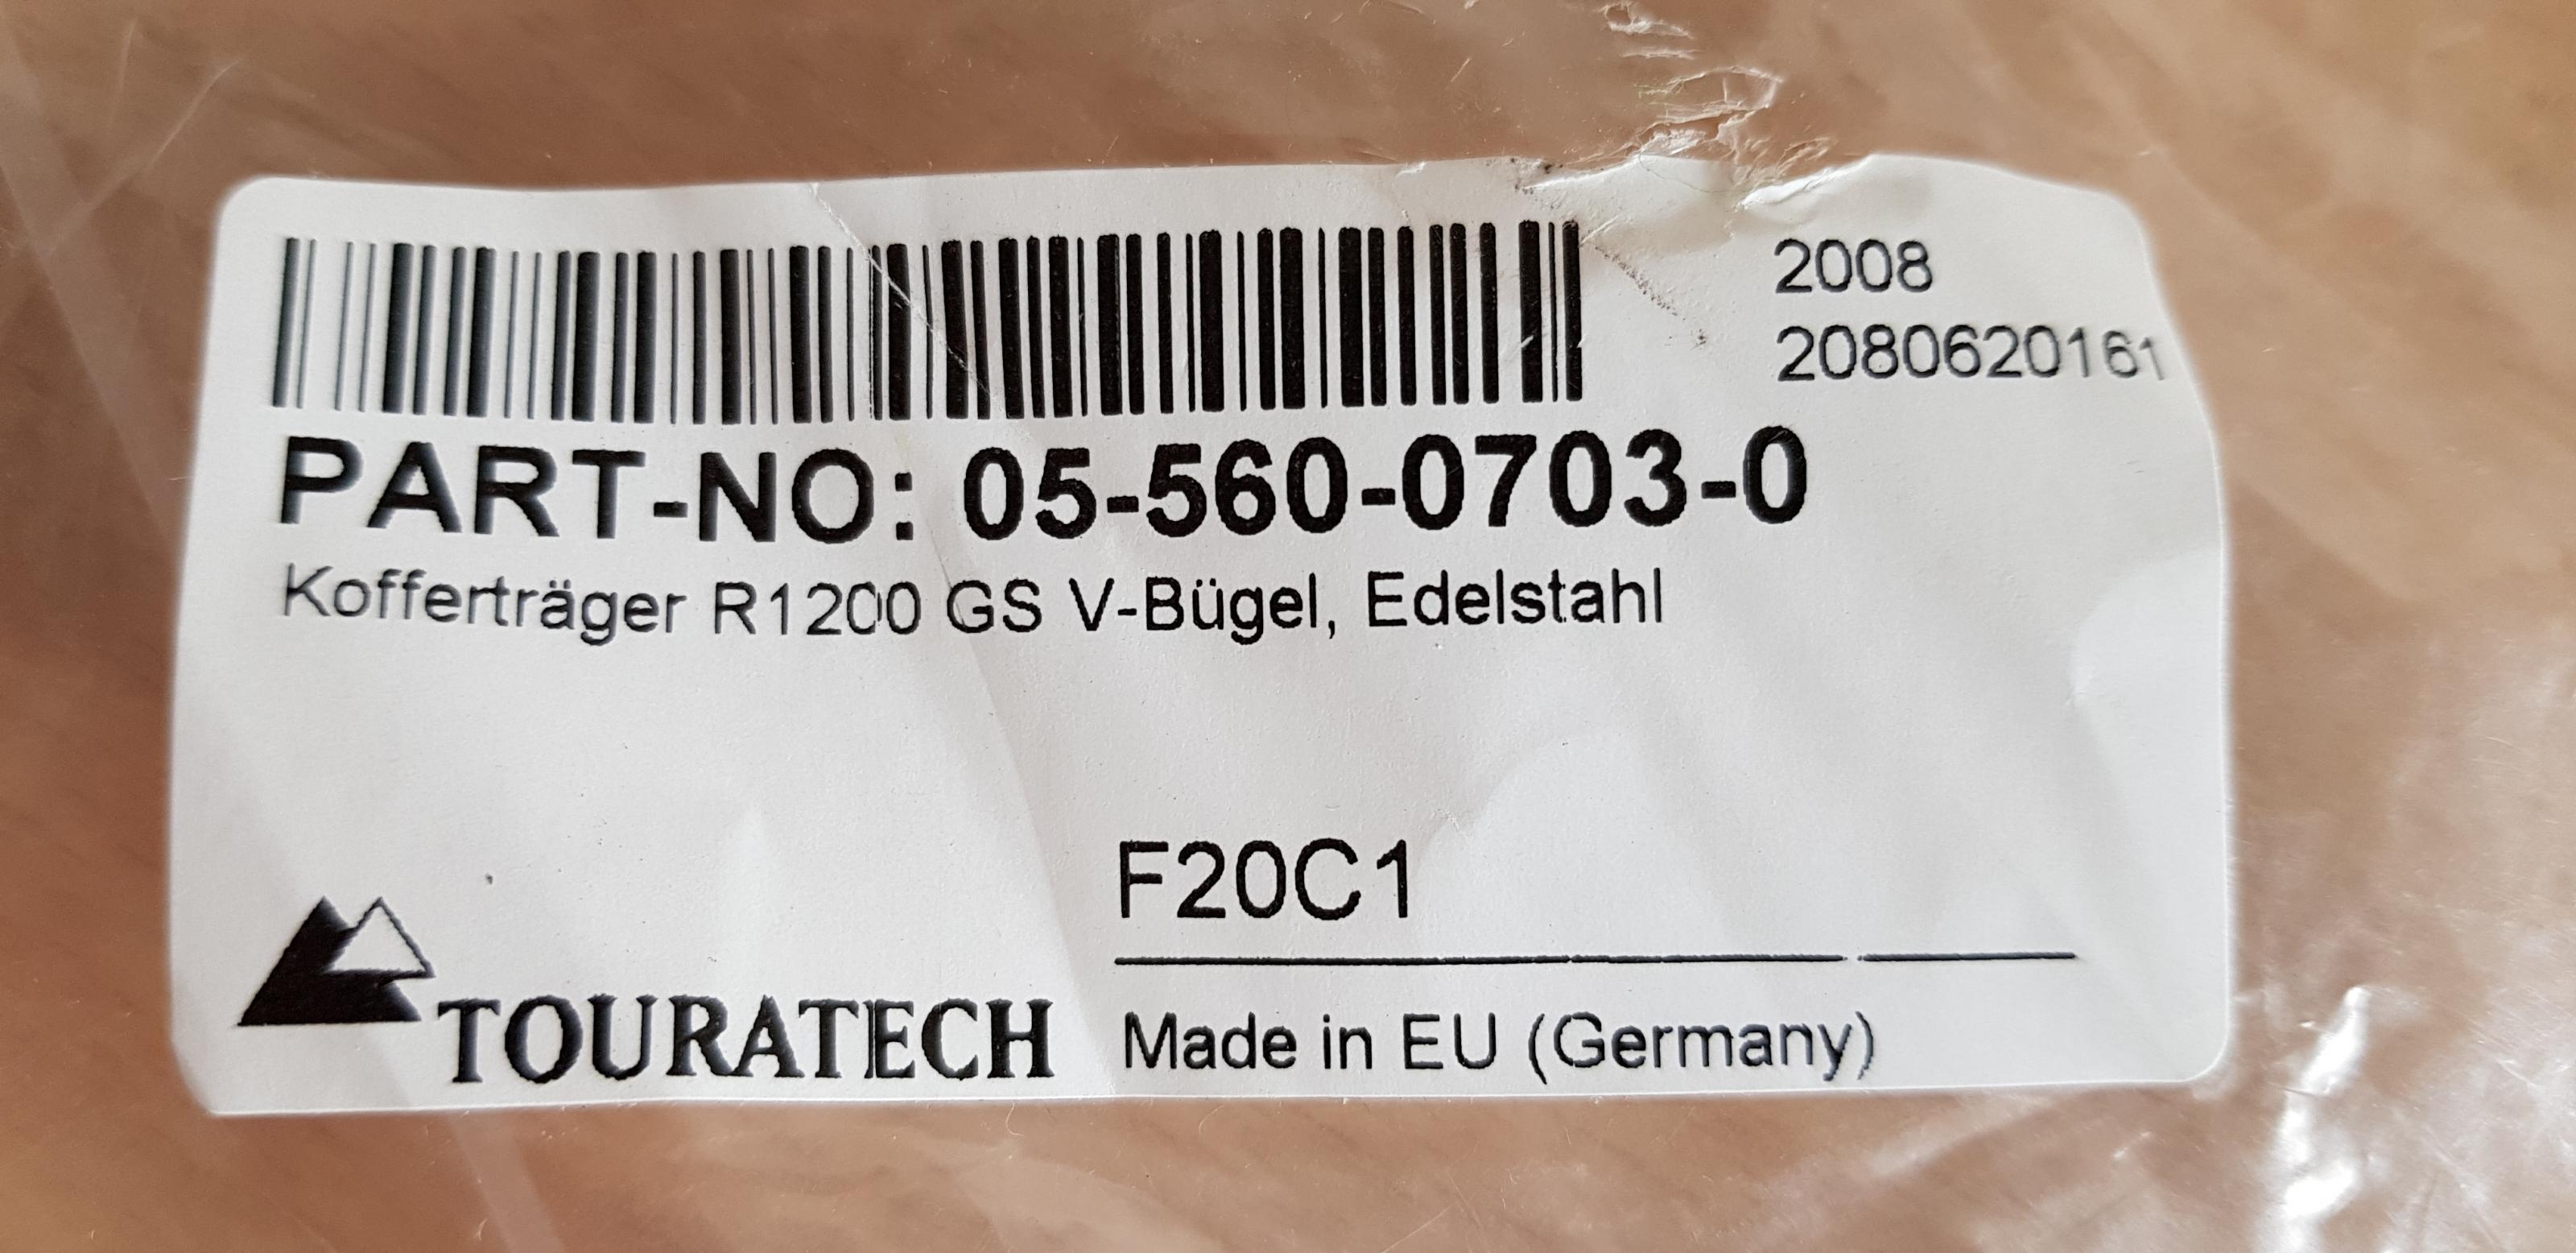 2008
2080620161
PART-NO: 05-560-0703-0
Kofferträger R1200 GS V-Bügel, Edelstahl
F20C1
TOURATECH
Made in EU (Germany)